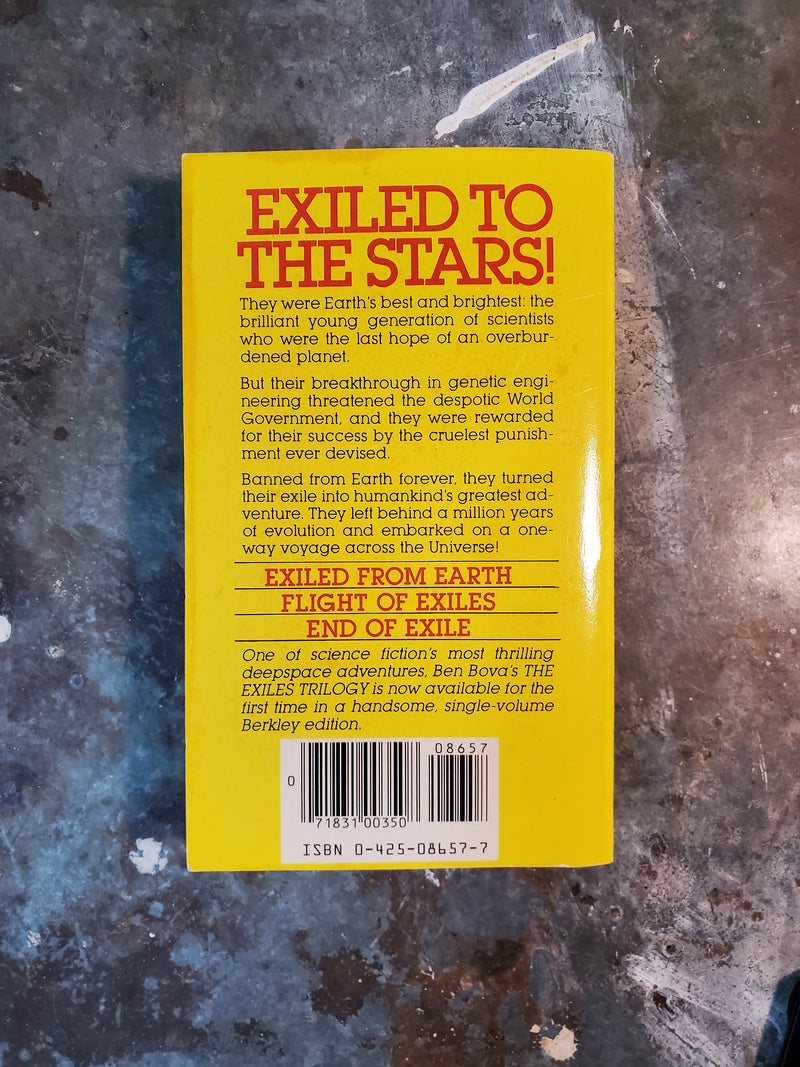 EXILED TO
THE STARS!
They were Earth's best and brightest: the
brilliant young generation of scientists
who were the last hope of an overbur-
dened planet.
But their breakthrough in genetic engi-
neering threatened the despotic World
Government, and they were rewarded
for their success by the cruelest punish-
ment ever devised.
Banned from Earth forever, they turned
their exile into humankind's greatest ad-
venture. They left behind a million years
of evolution and embarked on a one-
way voyage across the Universe!
EXILED FROM EARTH
FLIGHT OF EXILES
END OF EXILE
One of science fiction's most thrilling
deepspace adventures, Ben Bova's THE
EXILES TRILOGY is now available for the
first time in a handsome, single-volume
Berkley edition.
08657
0
71831 00350
ISBN 0-425-08657-7